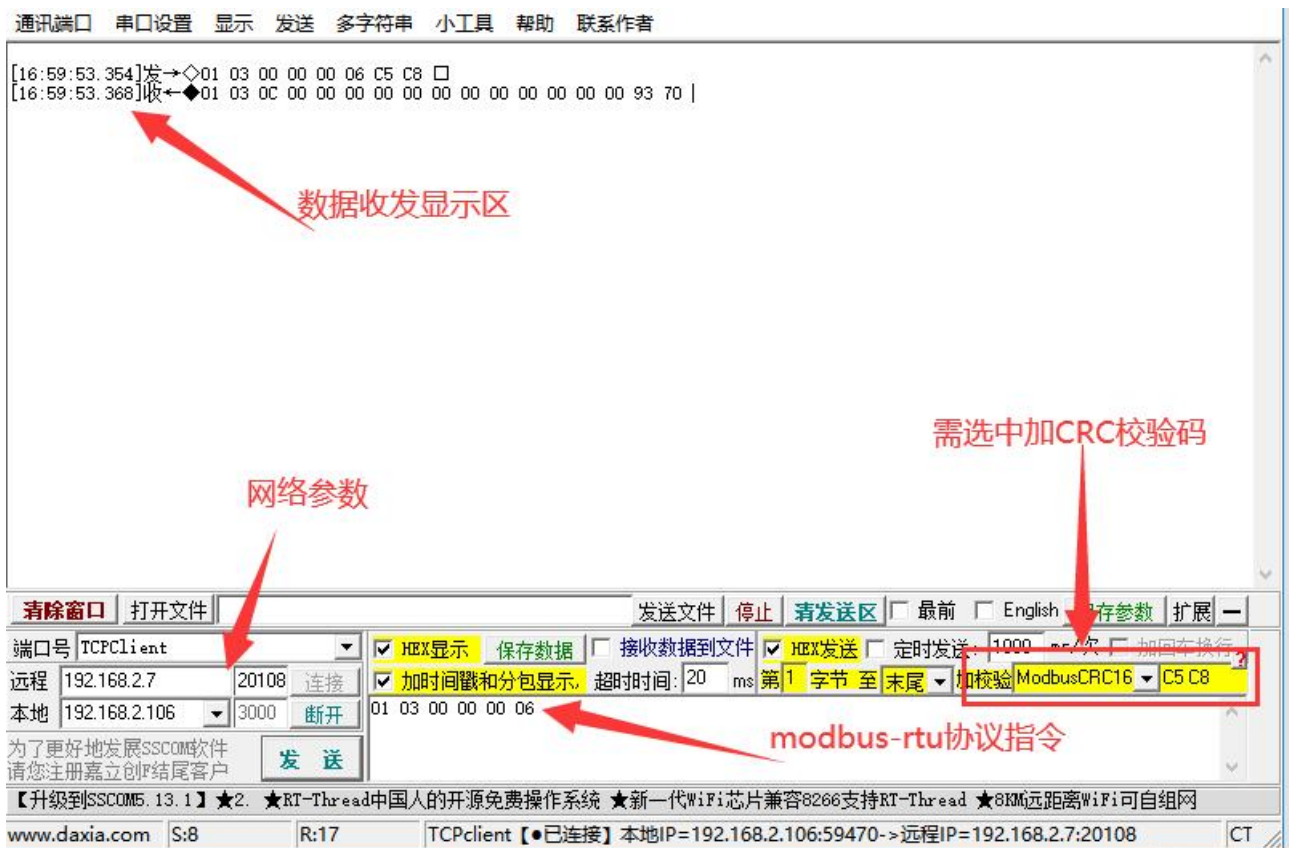 通讯端口 串口设置 显示 发送 多字符串 小工具 帮助 联系作者
[16:59:53.354]发→◇01 03 00 00 00 06 C5 C8 □
[16:59:53.368]收←◆01 03 0C 00 00 00 00 00 00 00 00 00 00 00 00 93 70
数据收发显示区
需选中加CRC校验码
网络参数
清除窗口 打开文件 发送文件 停止 清发送区 最前 English 存参数 扩展 —
端口号 TCPClient HEX显示 保存数据 接收数据到文件 HEX发送 定时发送: 1000 ms/次 加回车换行
远程 192.168.2.7 20108 连接 加时间戳和分包显示, 超时时间: 20 ms 第 1 字节 至 末尾 加校验 ModbusCRC16 C5 C8 ?
本地 192.168.2.106 3000 断开 01 03 00 00 00 06
modbus-rtu协议指令
为了更好地发展SSCOM软件
请您注册嘉立创F结尾客户
发 送
【升级到SSCOM5.13.1】★2. ★RT-Thread中国人的开源免费操作系统 ★新一代WiFi芯片兼容8266支持RT-Thread ★8KM远距离WiFi可自组网
www.daxia.com S:8 R:17 TCPclient【●已连接】本地IP=192.168.2.106:59470->远程IP=192.168.2.7:20108 CT